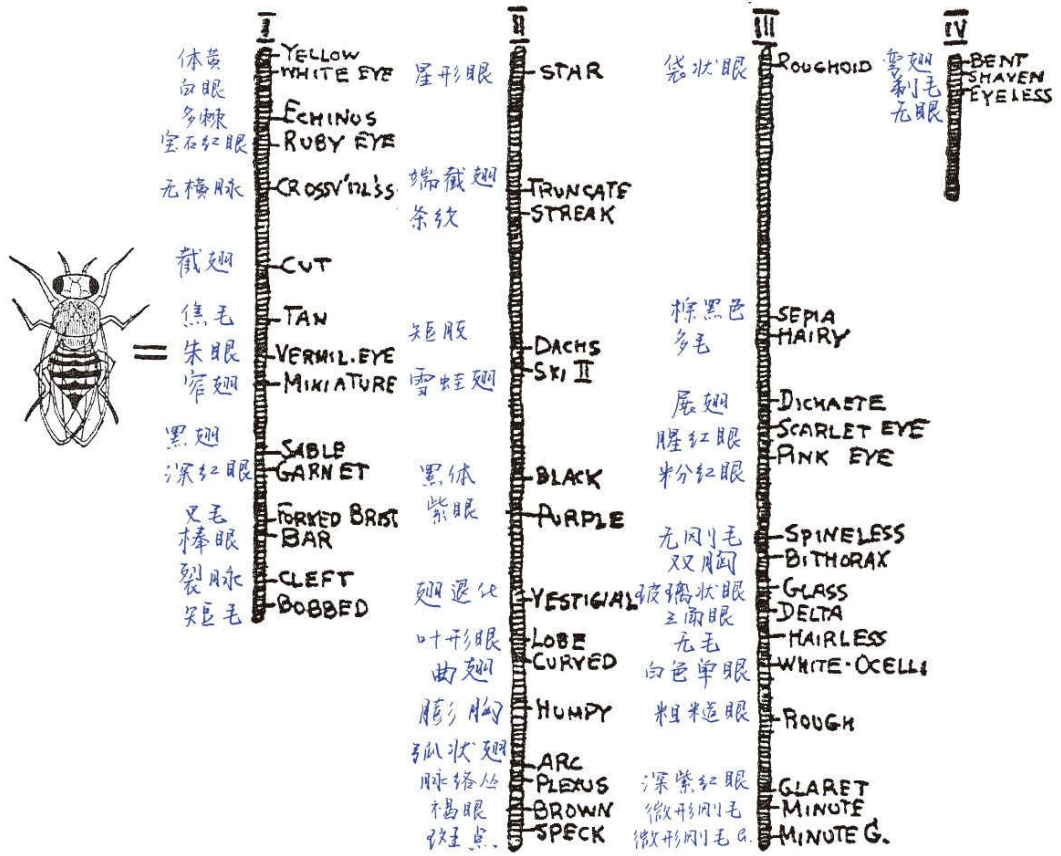 I
体黄 YELLOW
白眼 WHITE EYE
多棘 ECHINUS
宝石红眼 RUBY EYE
无横脉 CROSSV'NL'SS
截翅 CUT
焦毛 TAN
朱眼 VERMIL.EYE
窄翅 MINIATURE
黑翅 SABLE
深红眼 GARNET
叉毛 FORKED BRIST
棒眼 BAR
裂脉 CLEFT
短毛 BOBBED
=
II
星形眼 STAR
端截翅 TRUNCATE
条纹 STREAK
短肢 DACHS
雪蛙翅 SKI II
黑体 BLACK
紫眼 PURPLE
翅退化 VESTIGIAL
叶形眼 LOBE
曲翅 CURVED
膨胸 HUMPY
弧状翅 ARC
脉络丛 PLEXUS
褐眼 BROWN
斑点. SPECK
III
袋状眼 ROUGHOID
棕黑色 SEPIA
多毛 HAIRY
展翅 DICHAETE
腥红眼 SCARLET EYE
粉红眼 PINK EYE
无刚毛 SPINELESS
双胸 BITHORAX
玻璃状眼 GLASS
三角眼 DELTA
无毛 HAIRLESS
白色单眼 WHITE-OCELLI
粗糙眼 ROUGH
深紫红眼 GLARET
微形刚毛 MINUTE
微形刚毛G. MINUTE G.
IV
弯翅 BENT
剃毛 SHAVEN
无眼 EYELESS